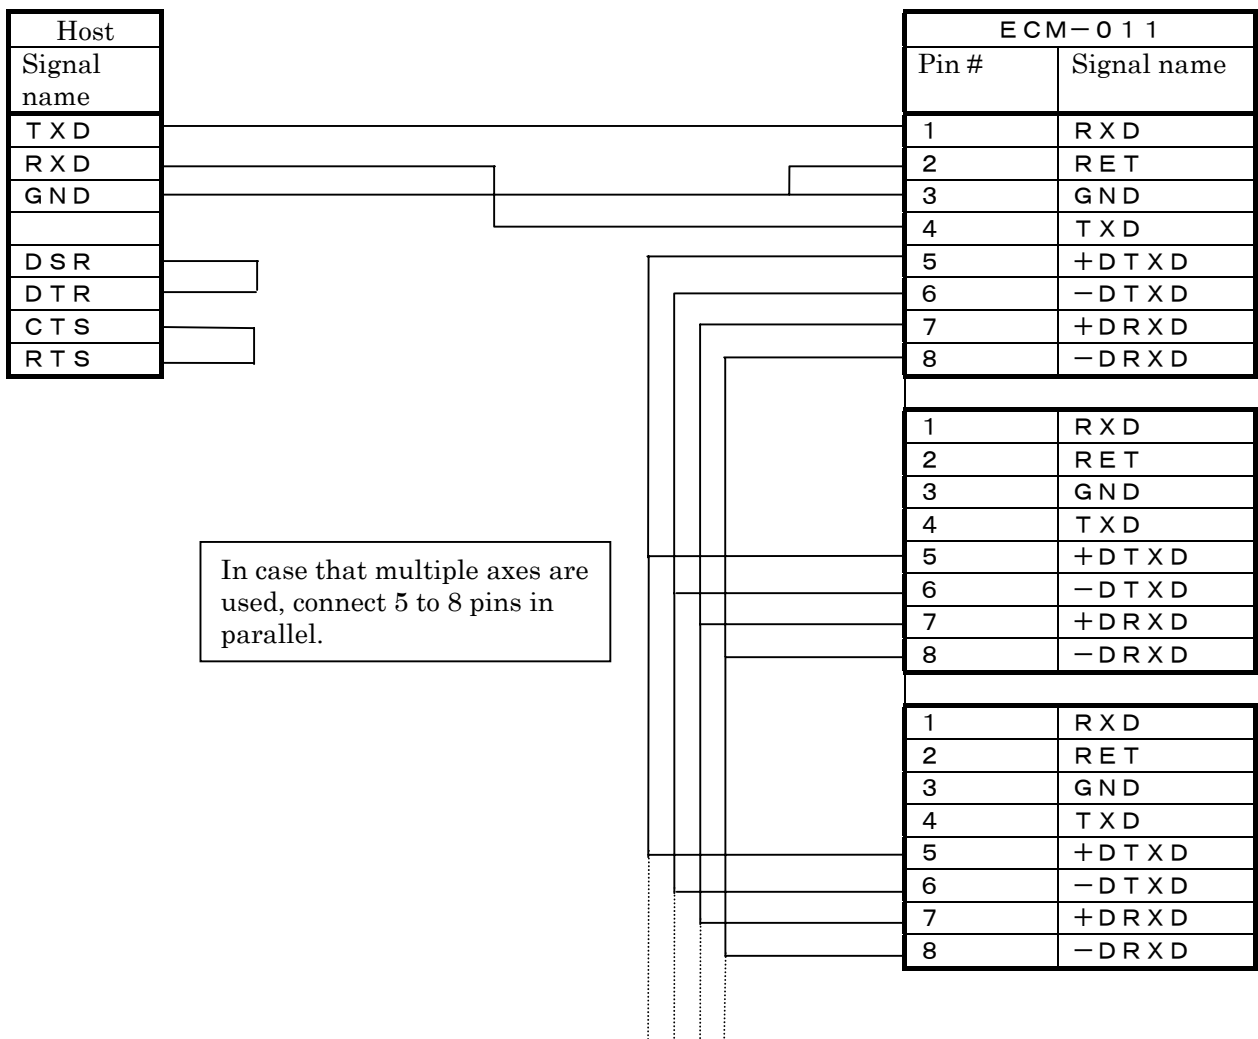 Host
Signal
name
TXD
RXD
GND
DSR
DTR
CTS
RTS
ECM-011
Pin # Signal name
1 RXD
2 RET
3 GND
4 TXD
5 +DTXD
6 -DTXD
7 +DRXD
8 -DRXD
1 RXD
2 RET
3 GND
4 TXD
5 +DTXD
6 -DTXD
7 +DRXD
8 -DRXD
In case that multiple axes are
used, connect 5 to 8 pins in
parallel.
1 RXD
2 RET
3 GND
4 TXD
5 +DTXD
6 -DTXD
7 +DRXD
8 -DRXD